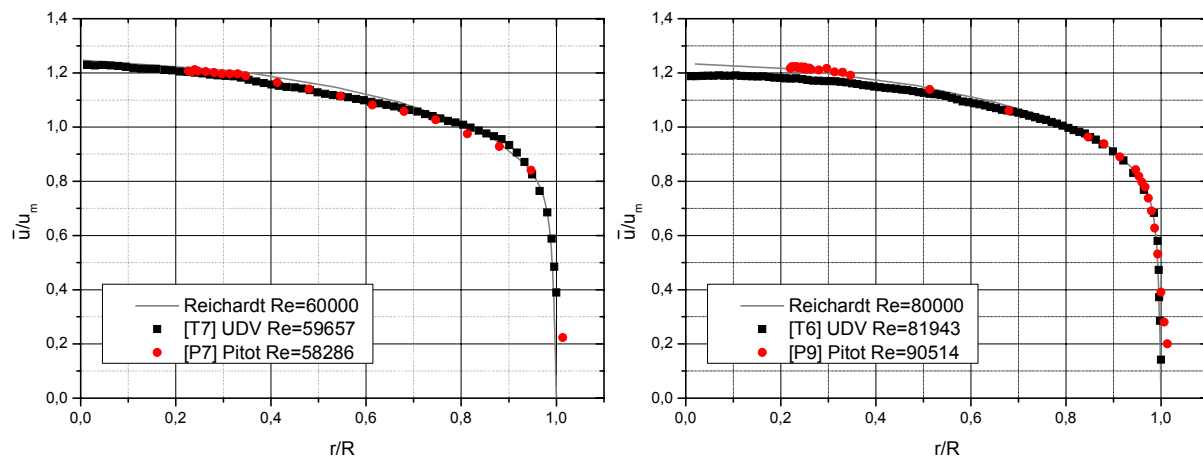 1,4
1,2
1,0
0,8
0,6
0,4
0,2
0,0
ū/u_m
Reichardt Re=60000
[T7] UDV Re=59657
[P7] Pitot Re=58286
0,0 0,2 0,4 0,6 0,8 1,0
r/R
1,4
1,2
1,0
0,8
0,6
0,4
0,2
0,0
ū/u_m
Reichardt Re=80000
[T6] UDV Re=81943
[P9] Pitot Re=90514
0,0 0,2 0,4 0,6 0,8 1,0
r/R